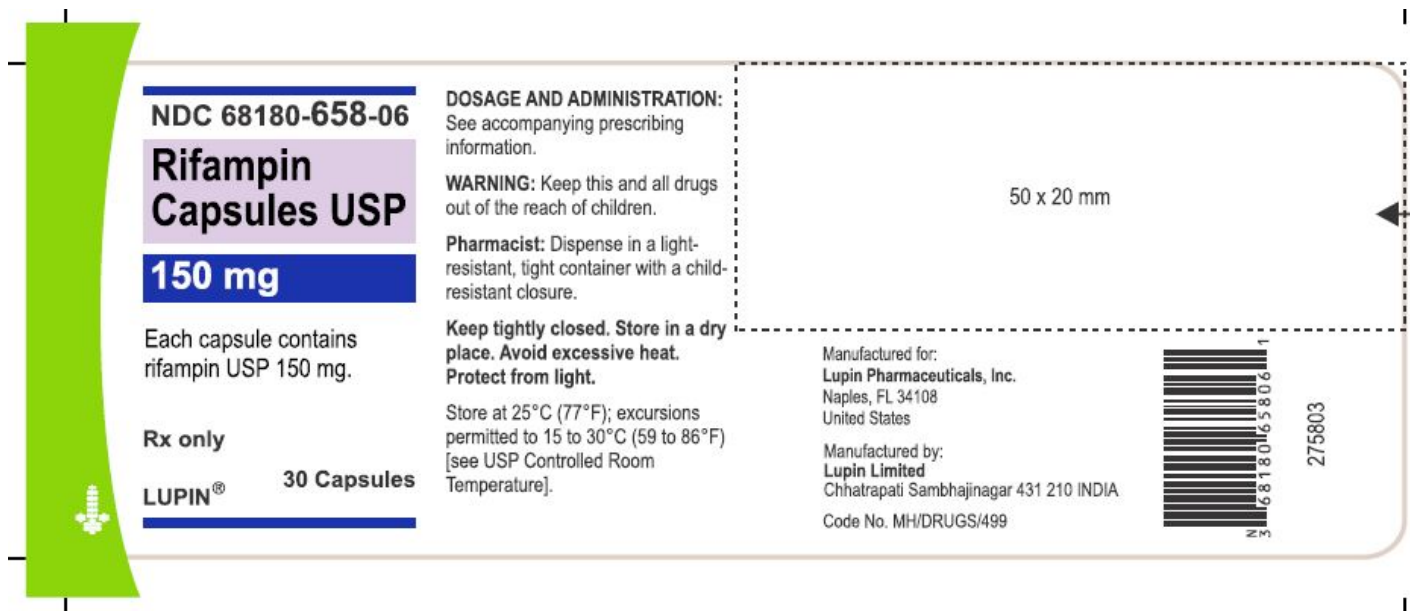 NDC 68180-658-06
Rifampin
Capsules USP
150 mg
Each capsule contains
rifampin USP 150 mg.
Rx only
30 Capsules
LUPIN®
DOSAGE AND ADMINISTRATION:
See accompanying prescribing
information.
WARNING: Keep this and all drugs
out of the reach of children.
Pharmacist: Dispense in a light-
resistant, tight container with a child-
resistant closure.
Keep tightly closed. Store in a dry
place. Avoid excessive heat.
Protect from light.
Store at 25°C (77°F); excursions
permitted to 15 to 30°C (59 to 86°F)
[see USP Controlled Room
Temperature].
50 x 20 mm
Manufactured for:
Lupin Pharmaceuticals, Inc.
Naples, FL 34108
United States
Manufactured by:
Lupin Limited
Chhatrapati Sambhajinagar 431 210 INDIA
Code No. MH/DRUGS/499
N
3 68180 65806 1
275803